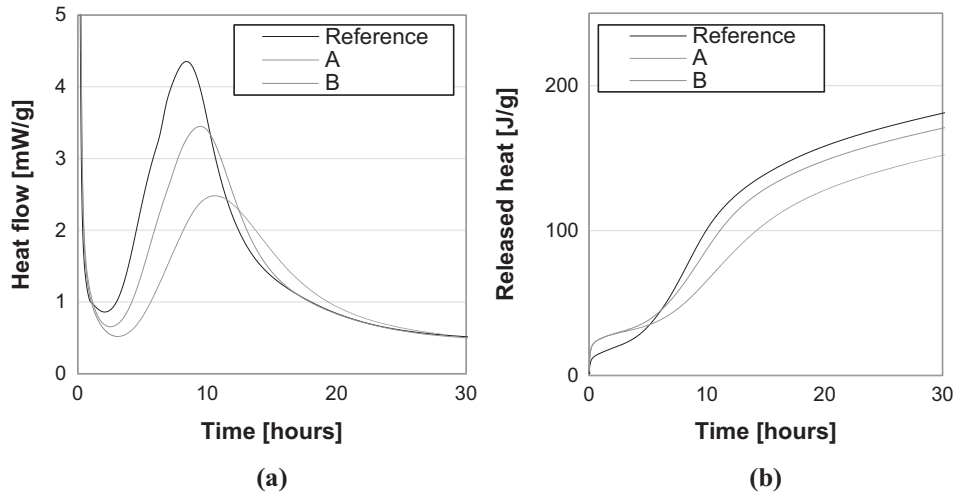 5
4
3
2
1
0
Heat flow [mW/g]
Reference
A
B
0
10
20
30
Time [hours]
(a)
200
100
0
Released heat [J/g]
Reference
A
B
0
10
20
30
Time [hours]
(b)